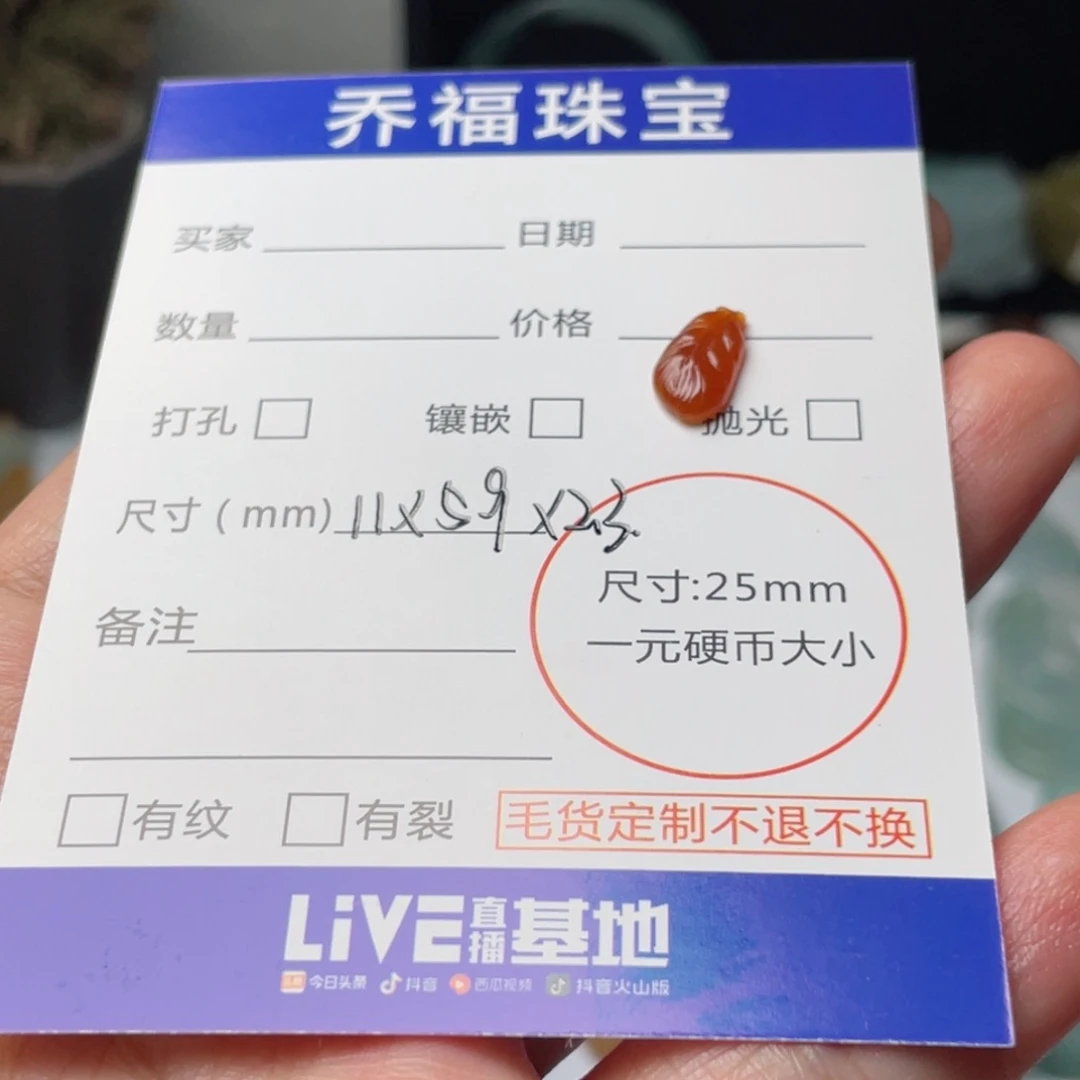 乔福珠宝
买家 日期
数量 价格
打孔 镶嵌 抛光
尺寸(mm) 11x59x2.3
尺寸:25mm
一元硬币大小
备注
有纹 有裂 毛货定制不退不换
LiVE直播基地
今日头条 抖音 西瓜视频 抖音火山版